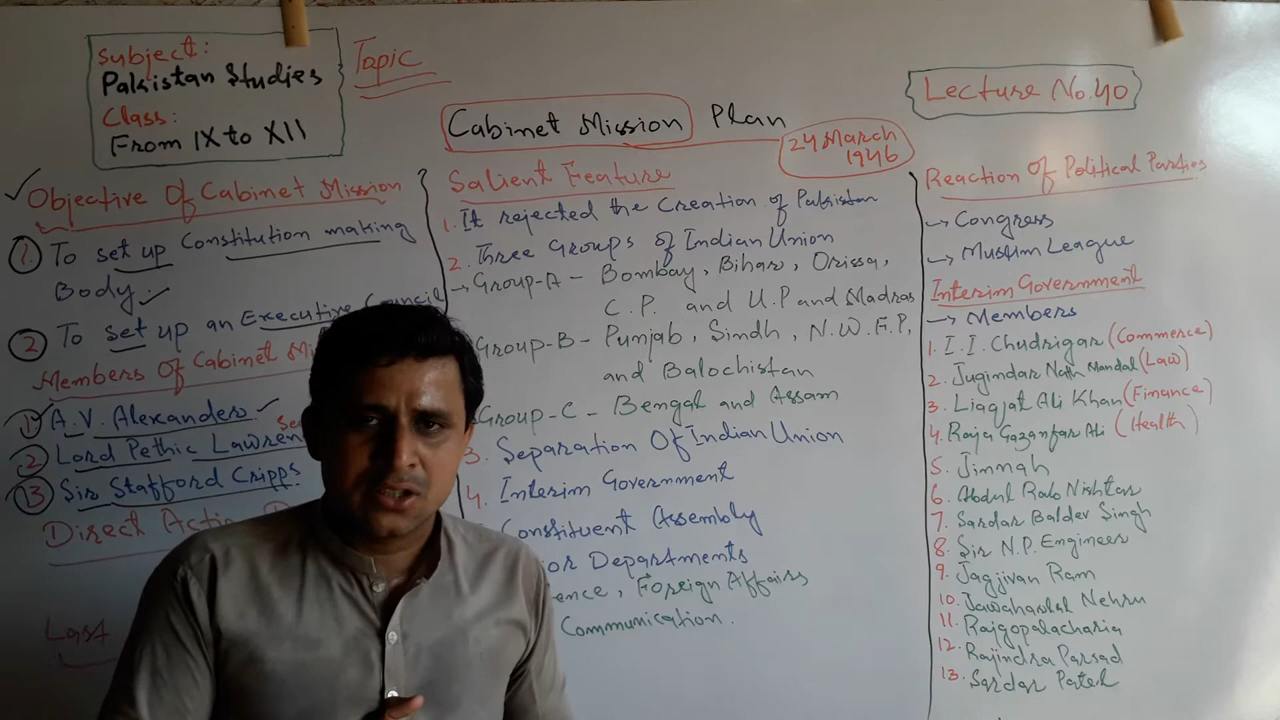 Subject:
Pakistan Studies
Class:
From IX to XII
Topic
Cabinet Mission Plan
24 March
1946
Lecture No.40
Objective Of Cabinet Mission
1. To set up Constitution making
Body.
2 To set up an Executive Council
Members Of Cabinet
1 A.V. Alexander
2 Lord Pethic
3 Sir Stafford Cripps.
Direct Action
Last
Salient Feature
1. It rejected the Creation of Pakistan
2. Three Groups of Indian Union
→ Group-A - Bombay, Bihar, Orissa,
C.P. and U.P and Madras
Group-B - Punjab, Sindh, N.W.F.P,
and Balochistan
Group-C - Bengal and Assam
3. Separation Of Indian Union
4. Interim Government
Constituent Assembly
Departments
Foreign Affairs
Communication.
Reaction Of Political Parties
→ Congress
→ Muslim League
Interim Government
→ Members
1. I.I. Chudrigar (Commerce)
2. Jugindar Nath Mandal (Law)
3. Liaqjat Ali Khan (Finance)
4. Raja Gazanfar Ali (Health)
5. Jinnah
6. Abdul Rab Nishtar
7. Sardar Baldev Singh
8. Sir N.P. Engineer
9. Jagjivan Ram
10. Jawaharlal Nehru
11. Rajgopalacharia
12. Rajindra Parsad
13. Sardar Patel